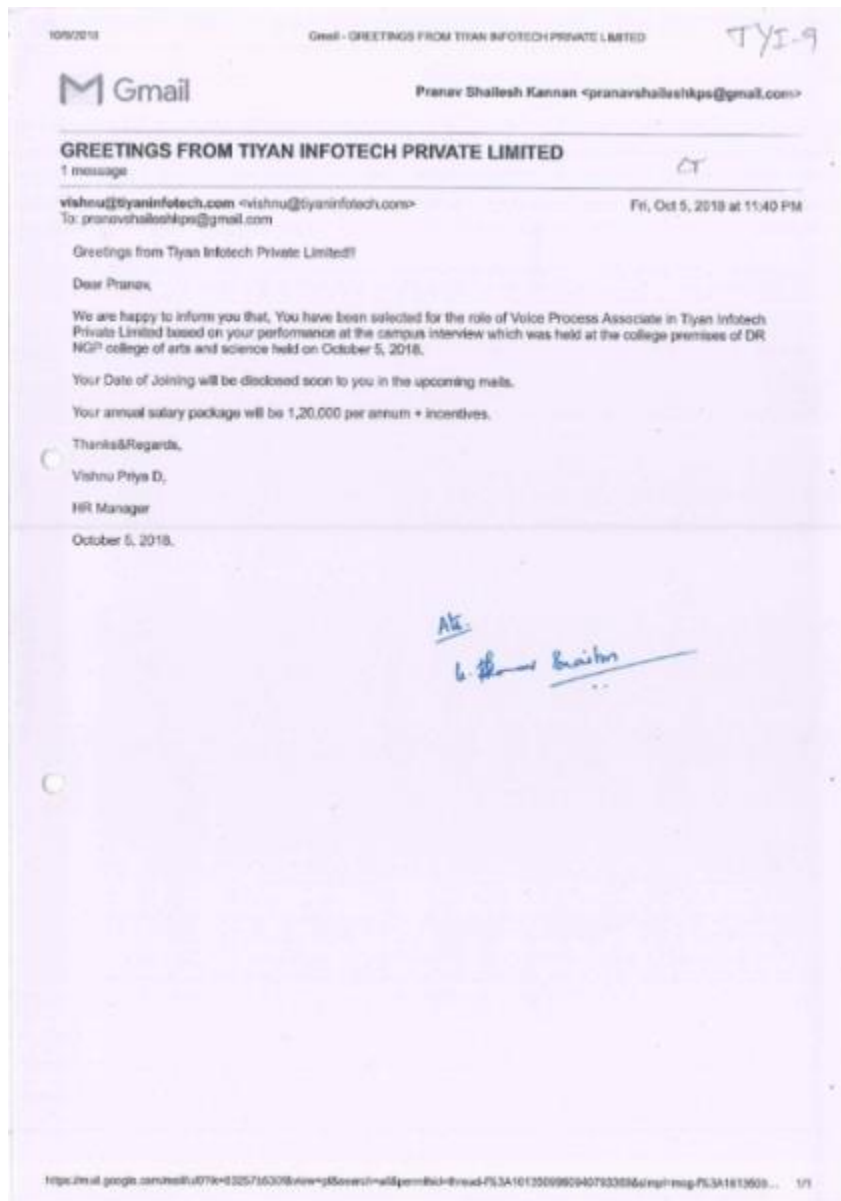 10/9/2018 Gmail - GREETINGS FROM TIYAN INFOTECH PRIVATE LIMITED
TYI-9
Gmail
Pranav Shailesh Kannan <pranavshaileshkps@gmail.com>
GREETINGS FROM TIYAN INFOTECH PRIVATE LIMITED
1 message
CT
vishnu@tiyaninfotech.com <vishnu@tiyaninfotech.com> Fri, Oct 5, 2018 at 11:40 PM
To: pranavshaileshkps@gmail.com
Greetings from Tiyan Infotech Private Limited!!
Dear Pranav,
We are happy to inform you that, You have been selected for the role of Voice Process Associate in Tiyan Infotech
Private Limited based on your performance at the campus interview which was held at the college premises of DR
NGP college of arts and science held on October 5, 2018.
Your Date of Joining will be disclosed soon to you in the upcoming mails.
Your annual salary package will be 1,20,000 per annum + incentives.
Thanks&Regards,
Vishnu Priya D,
HR Manager
October 5, 2018.
1/1